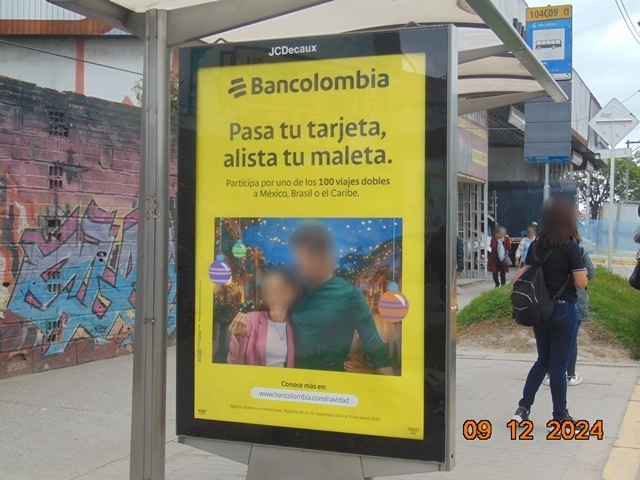 JCDecaux
104C09
Bancolombia
Pasa tu tarjeta,
alista tu maleta.
Participa por uno de los 100 viajes dobles
a México, Brasil o el Caribe.
Conoce más en:
www.bancolombia.com/navidad
09 12 2024